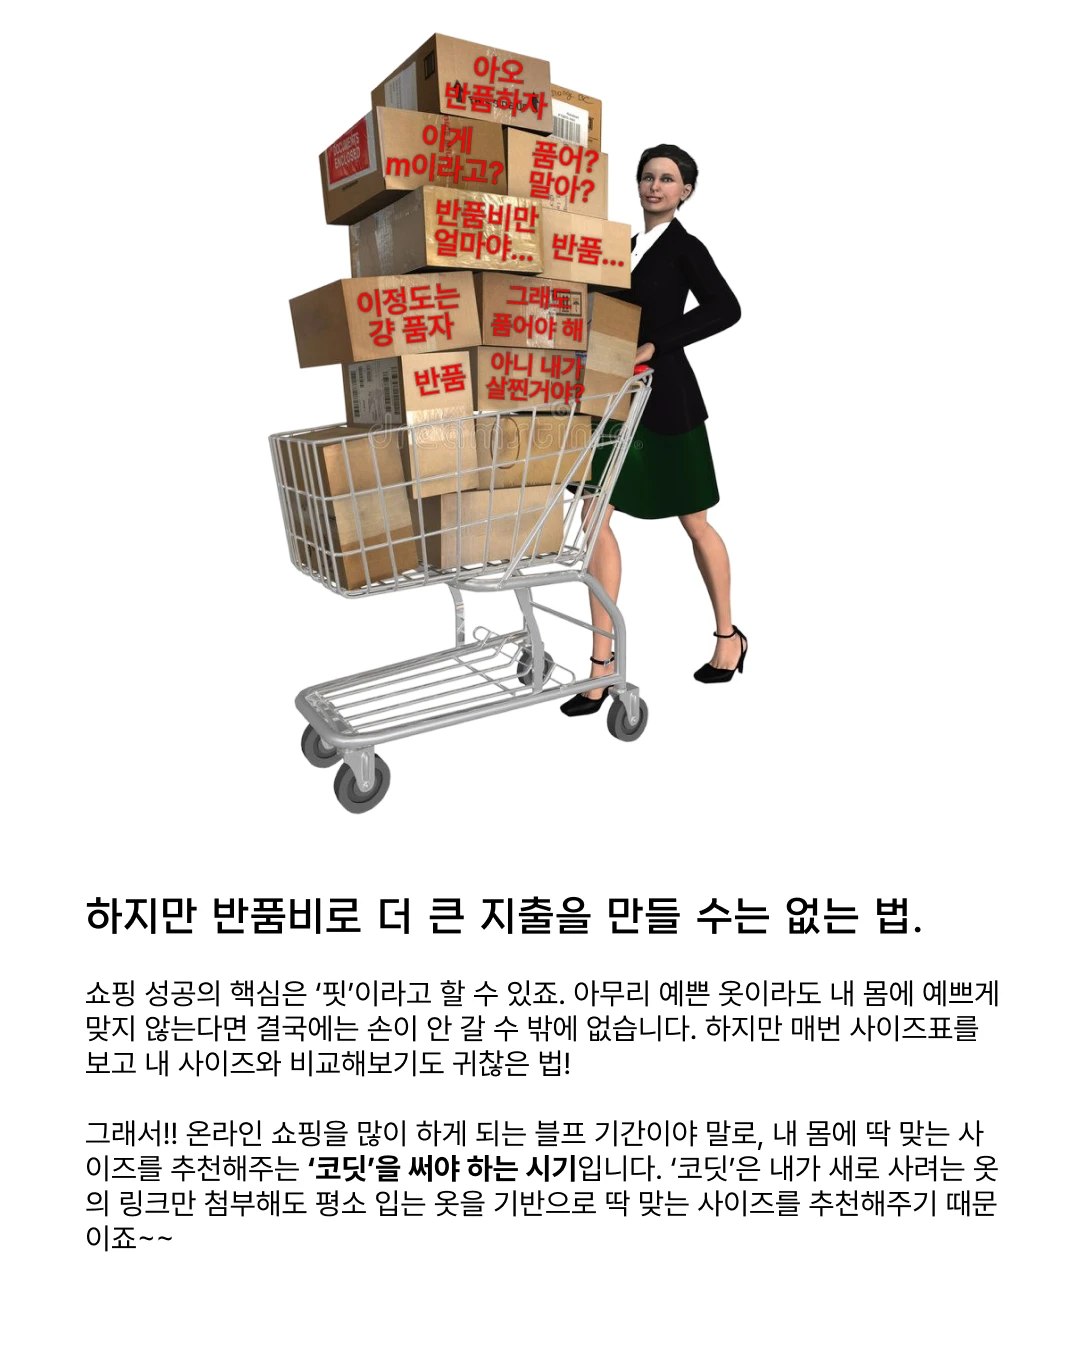 아오
반품하자
이게
m이라고?
품어?
말아?
반품비만
얼마야...
반품...
이정도는
걍 품자
그래도
품어야 해
반품
아니 내가
살찐거야?
DOCUMENTS
ENCLOSED
dreamstime.
하지만 반품비로 더 큰 지출을 만들 수는 없는 법.
쇼핑 성공의 핵심은 ‘핏’이라고 할 수 있죠. 아무리 예쁜 옷이라도 내 몸에 예쁘게
맞지 않는다면 결국에는 손이 안 갈 수 밖에 없습니다. 하지만 매번 사이즈표를
보고 내 사이즈와 비교해보기도 귀찮은 법!
그래서!! 온라인 쇼핑을 많이 하게 되는 블프 기간이야 말로, 내 몸에 딱 맞는 사
이즈를 추천해주는 ‘코딧’을 써야 하는 시기입니다. ‘코딧’은 내가 새로 사려는 옷
의 링크만 첨부해도 평소 입는 옷을 기반으로 딱 맞는 사이즈를 추천해주기 때문
이죠~~